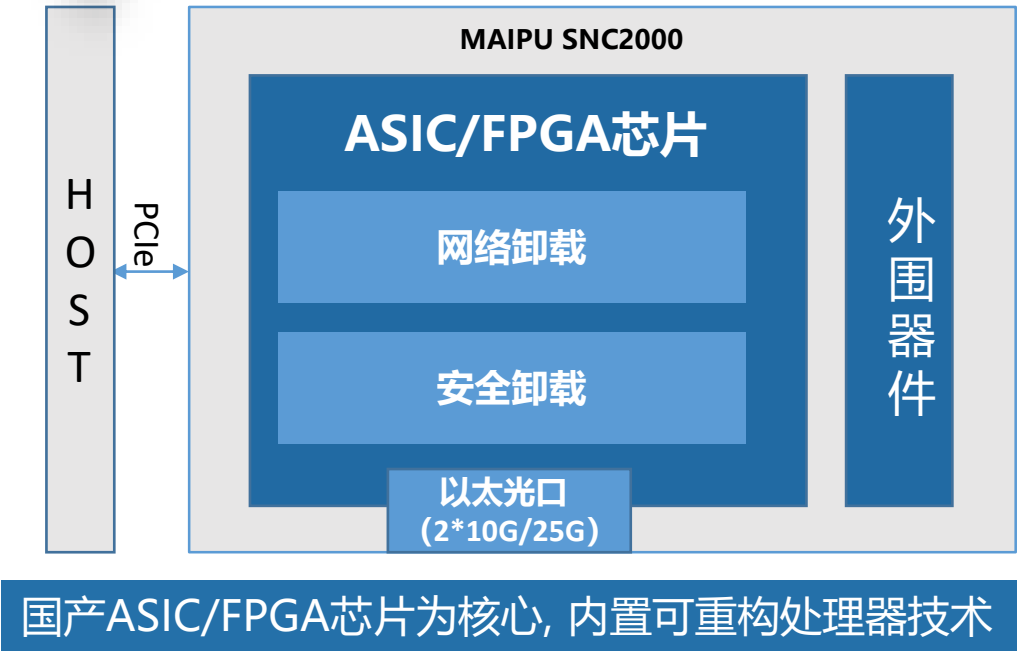 MAIPU SNC2000
HOST
PCIe
ASIC/FPGA芯片
网络卸载
安全卸载
以太光口
（2*10G/25G）
外围器件
国产ASIC/FPGA芯片为核心, 内置可重构处理器技术